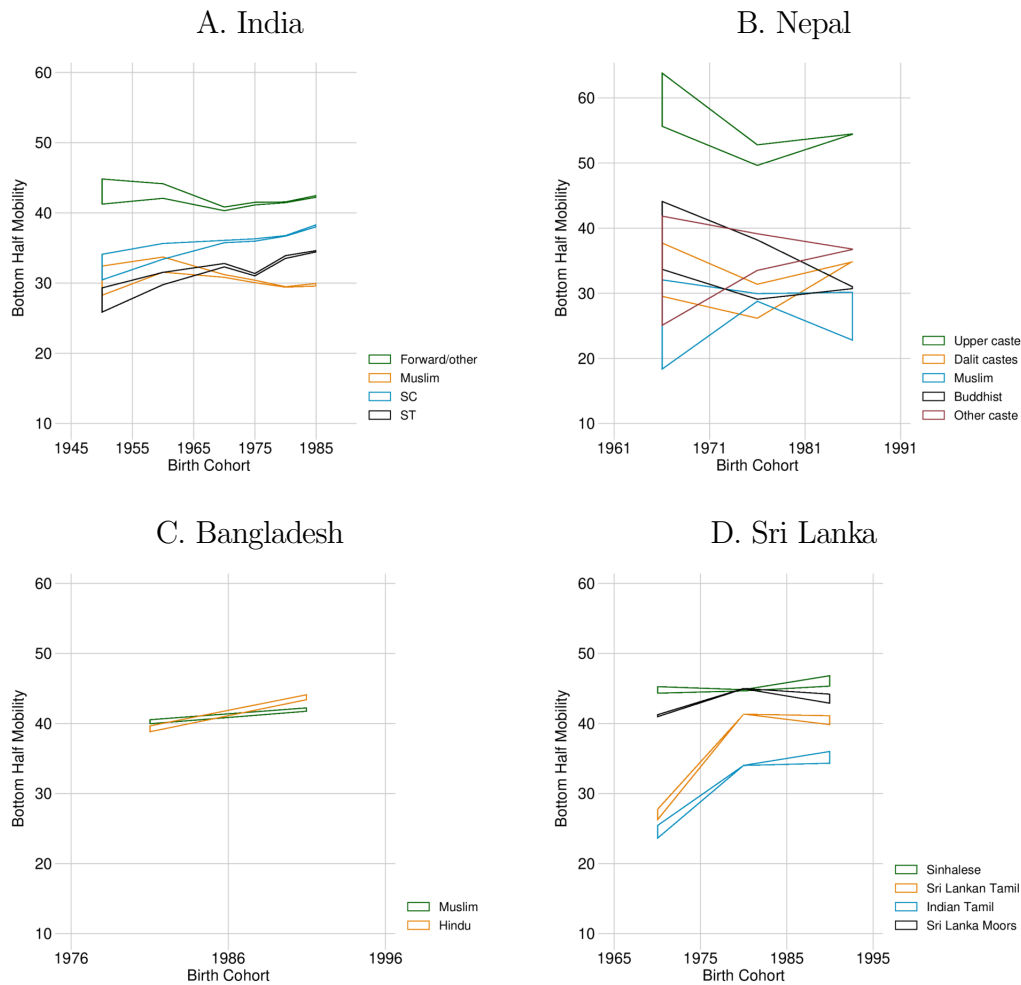 A. India
60
50
40
30
20
10
Bottom Half Mobility
1945 1955 1965 1975 1985
Birth Cohort
Forward/other
Muslim
SC
ST
B. Nepal
60
50
40
30
20
10
Bottom Half Mobility
1961 1971 1981 1991
Birth Cohort
Upper caste
Dalit castes
Muslim
Buddhist
Other caste
C. Bangladesh
60
50
40
30
20
10
Bottom Half Mobility
1976 1986 1996
Birth Cohort
Muslim
Hindu
D. Sri Lanka
60
50
40
30
20
10
Bottom Half Mobility
1965 1975 1985 1995
Birth Cohort
Sinhalese
Sri Lankan Tamil
Indian Tamil
Sri Lanka Moors